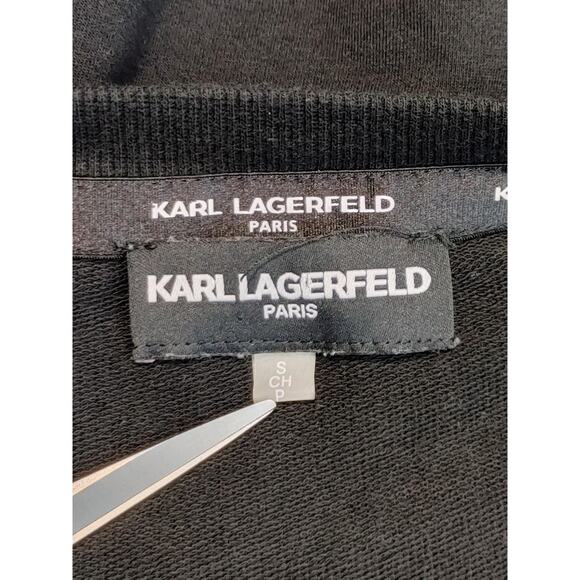 KARL LAGERFELD K
PARIS
KARL LAGERFELD
PARIS
S
CH
P